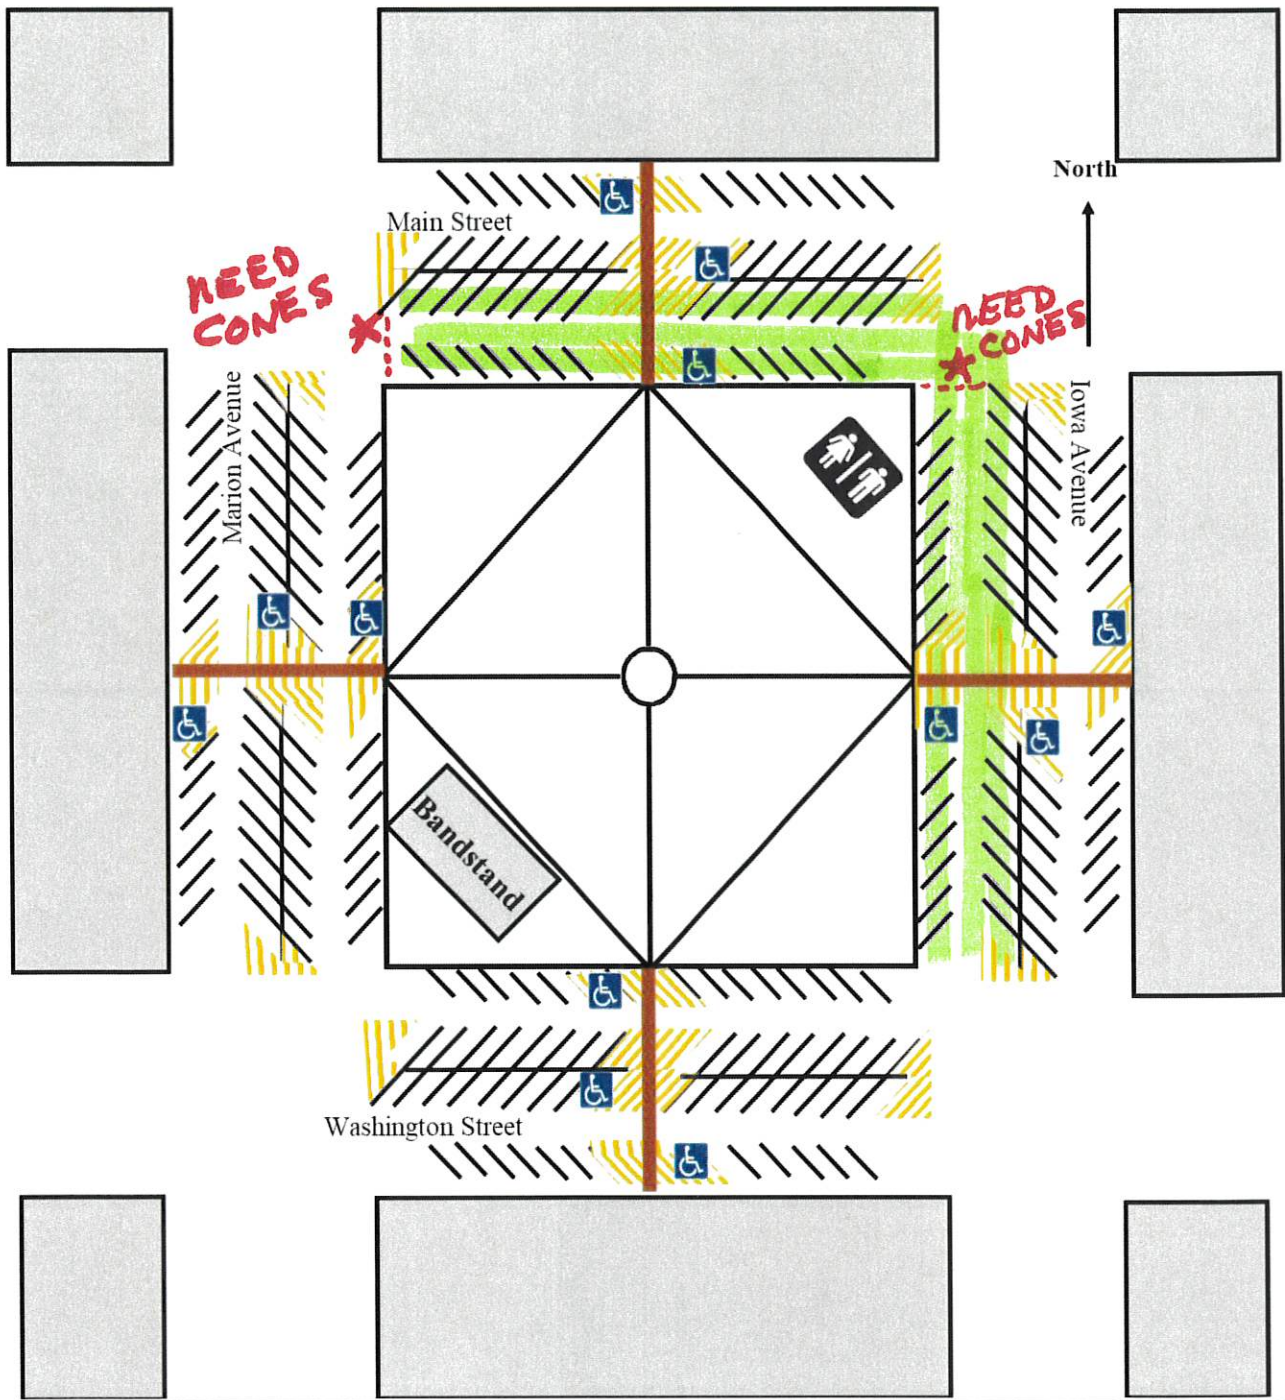 North
Main Street
NEED
CONES
NEED
CONES
Marion Avenue
Iowa Avenue
Bandstand
Washington Street